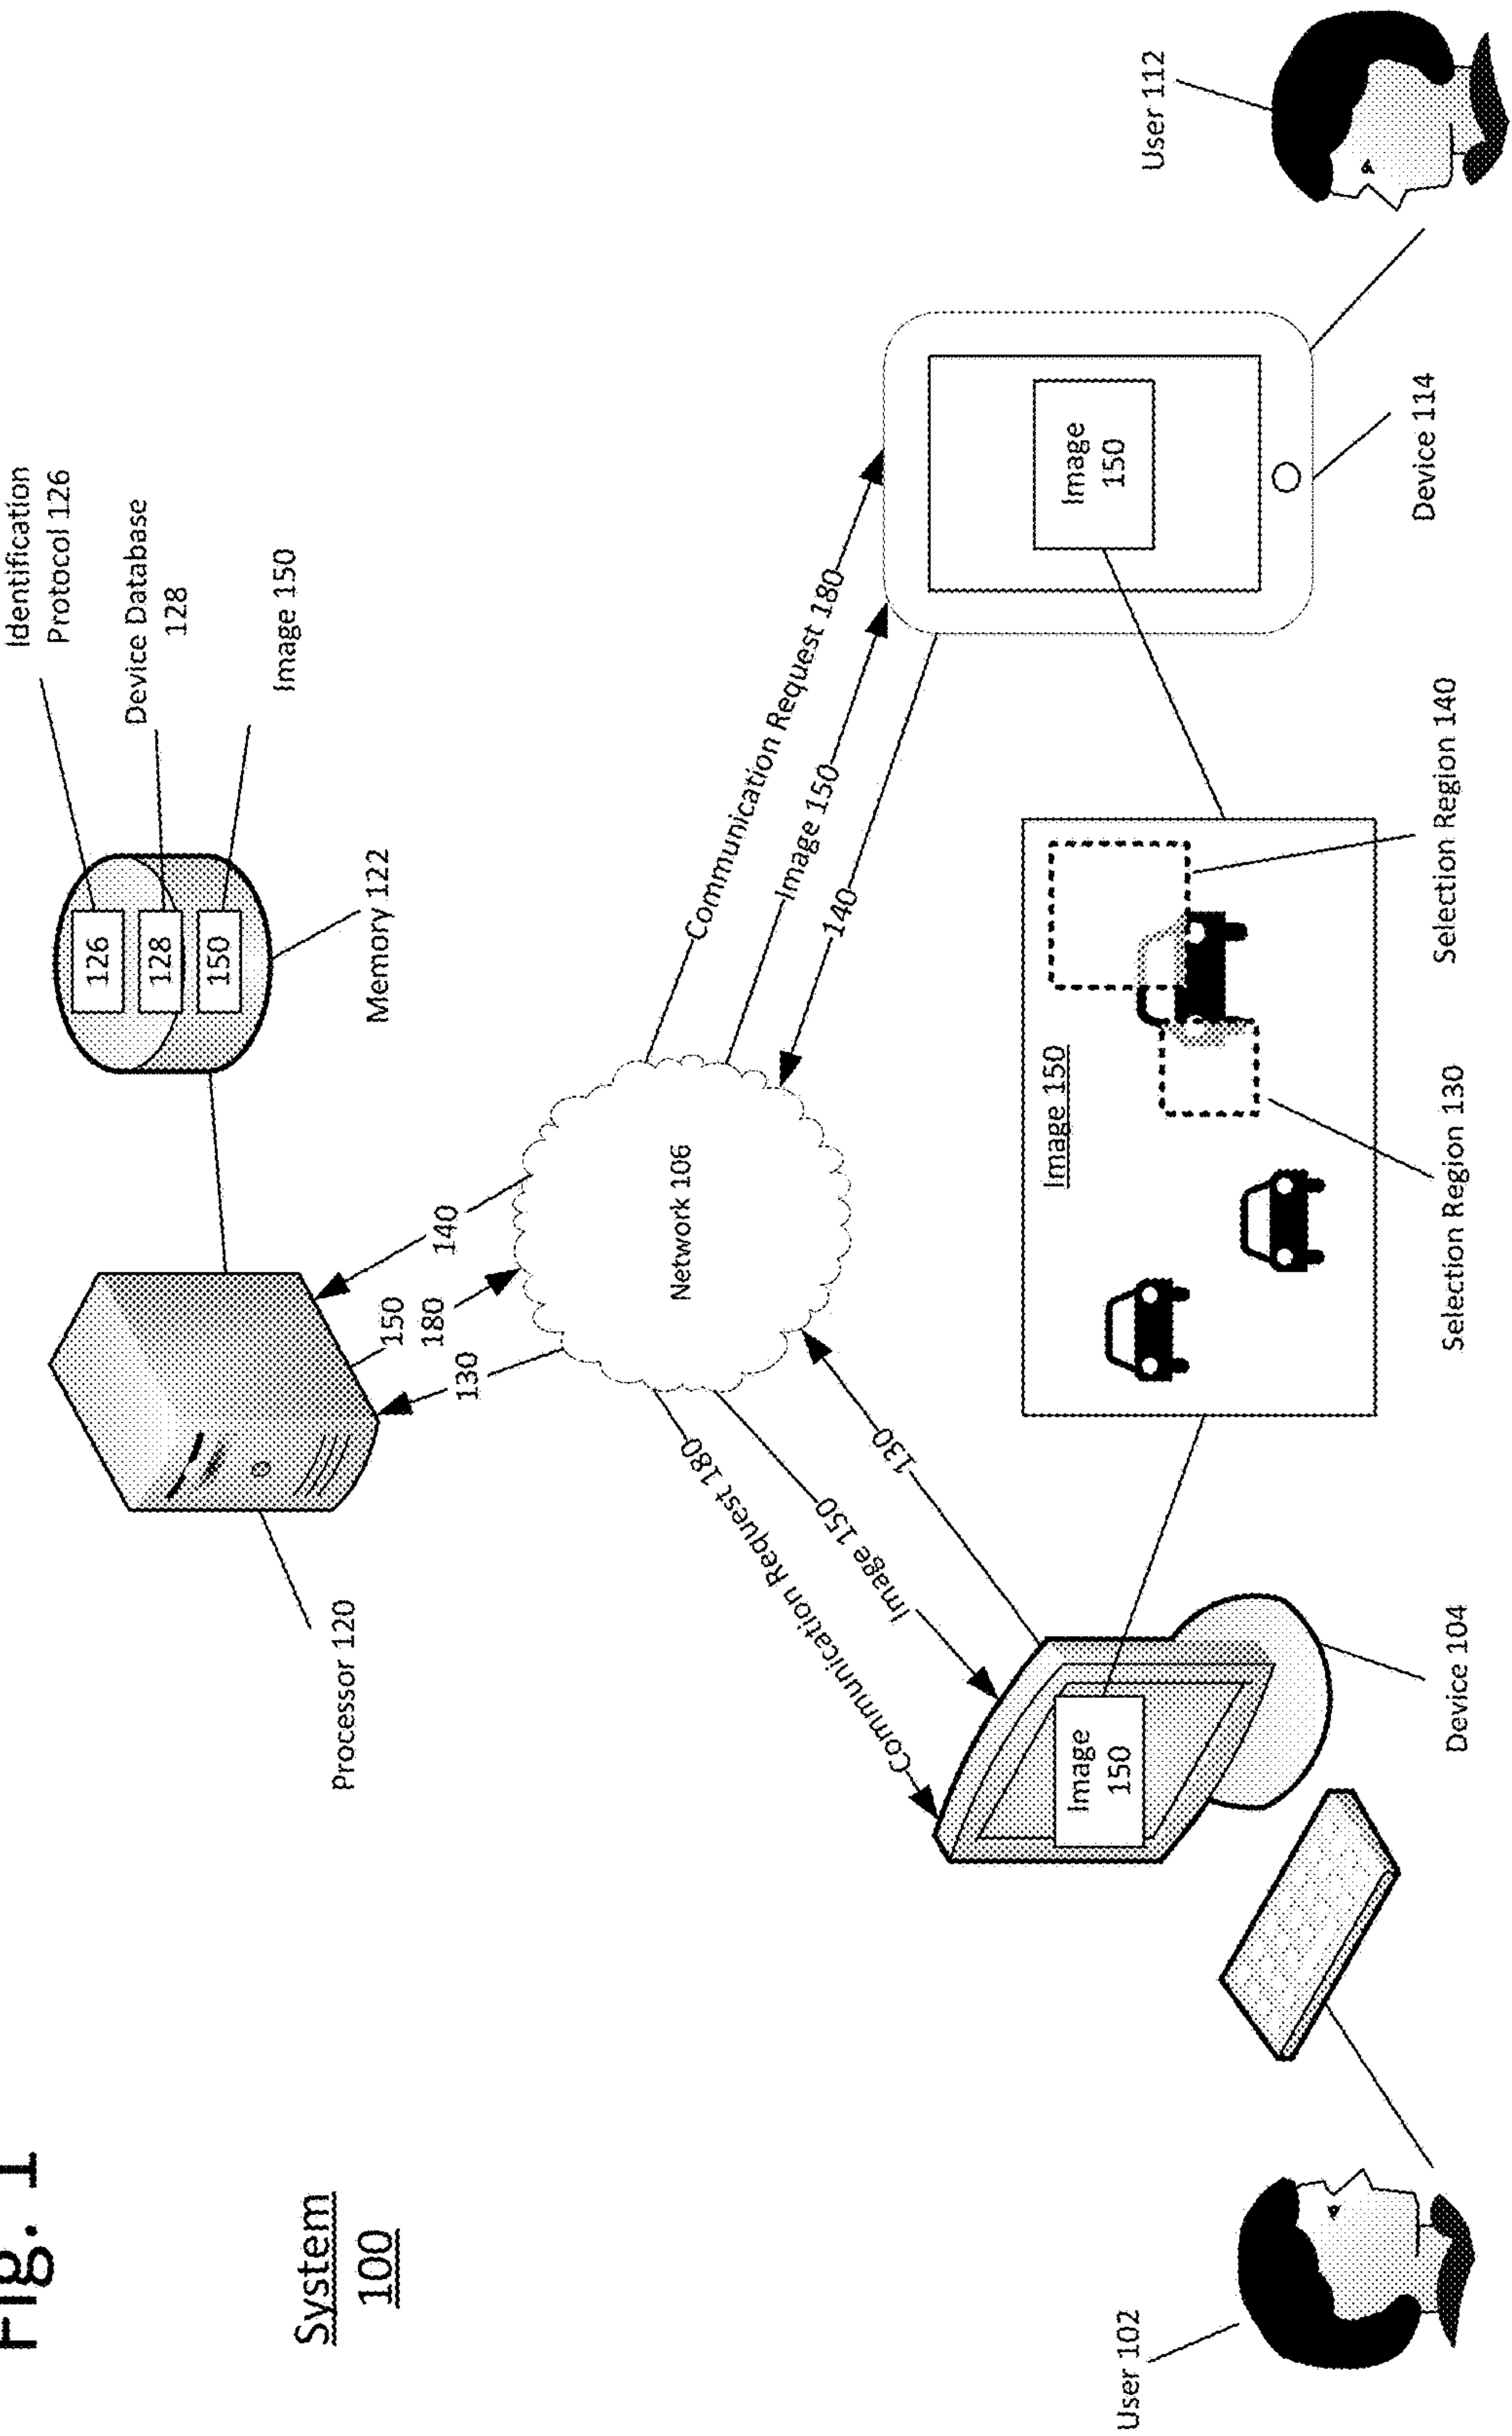 Fig. 1
System
100
Processor 120
Identification
Protocol 126
Device Database
128
Image 150
126
128
150
Memory 122
130
150
180
140
Network 106
Communication Request 180
Image 150
130
Communication Request 180
Image 150
140
User 102
Image
150
Device 104
Image 150
Selection Region 130
Selection Region 140
Image
150
Device 114
User 112